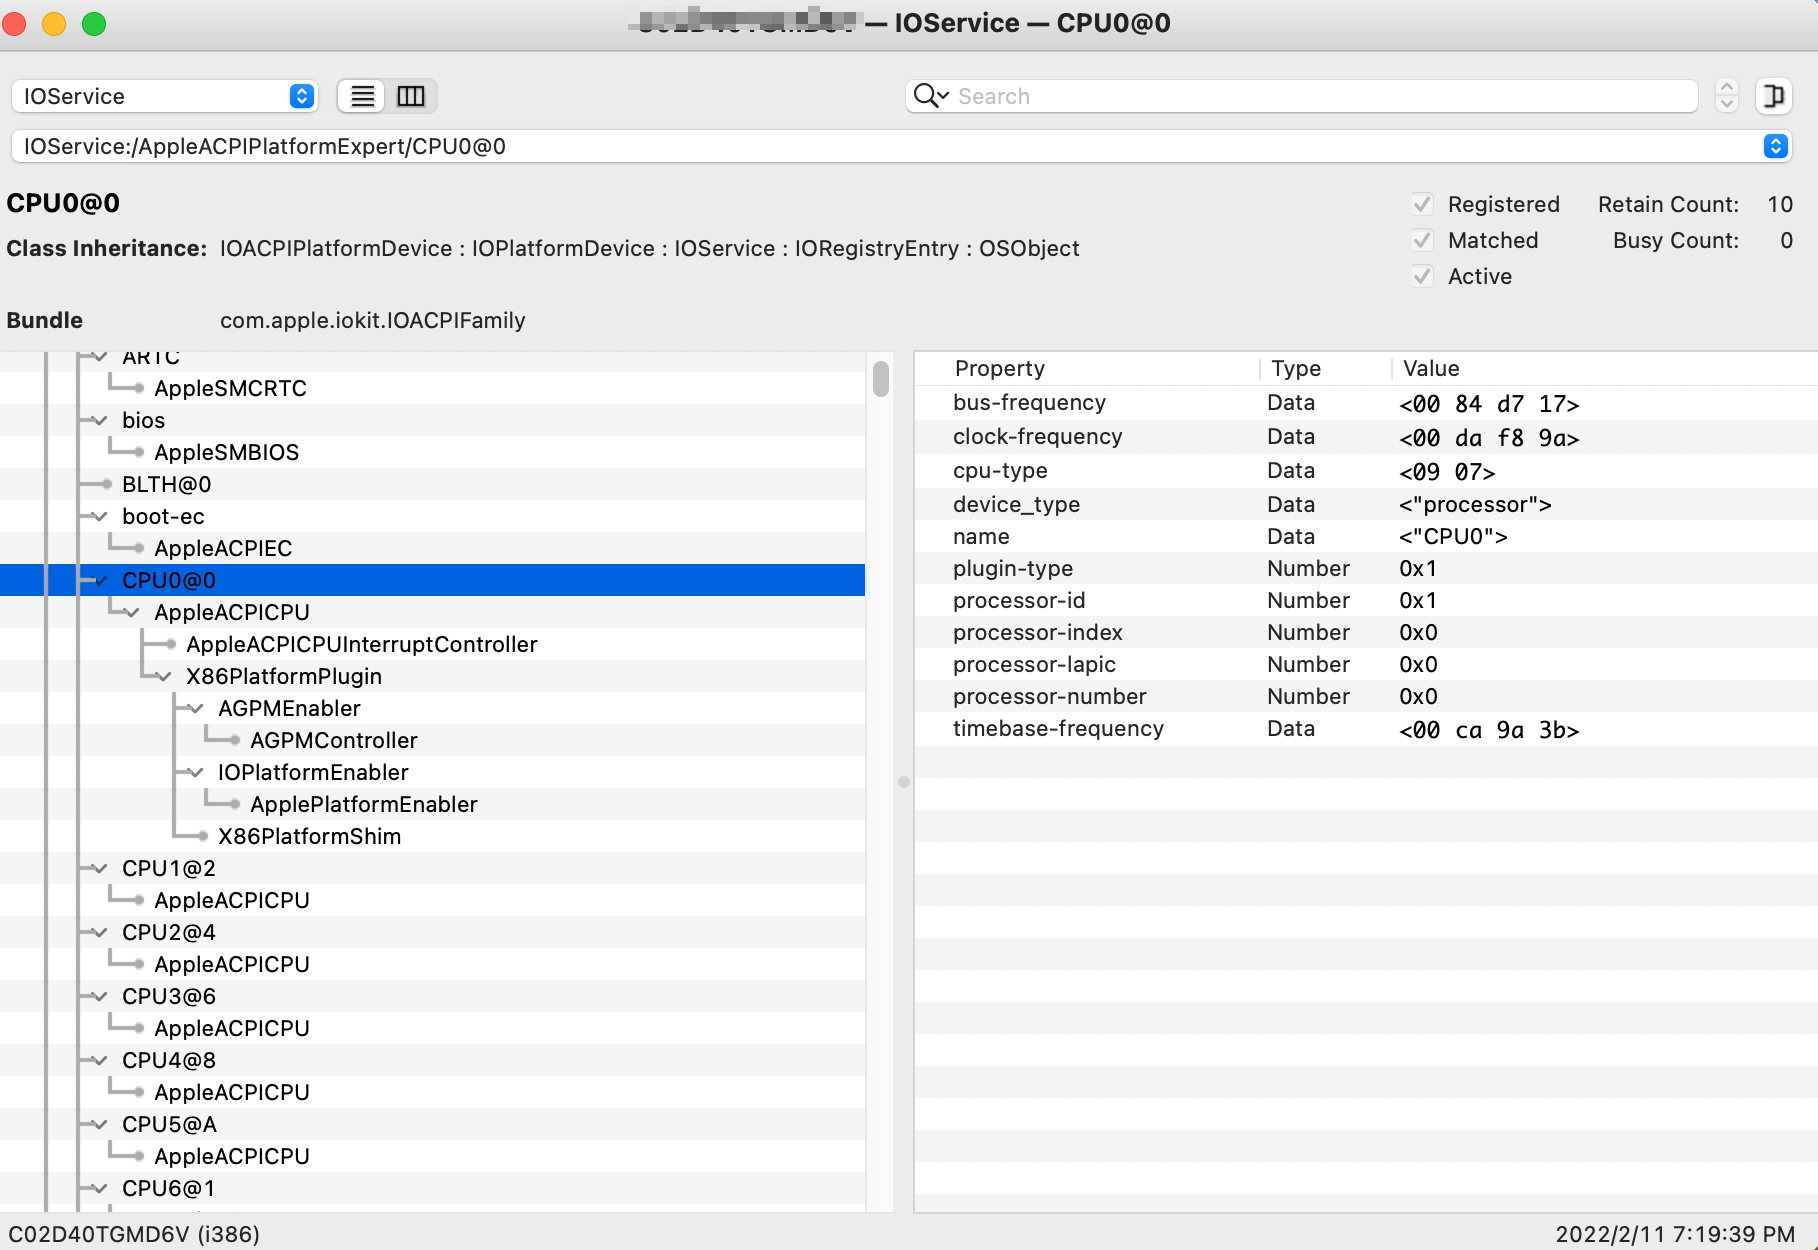 — IOService — CPU0@0
IOService
Search
IOService:/AppleACPIPlatformExpert/CPU0@0
CPU0@0
Registered Retain Count: 10
Class Inheritance: IOACPIPlatformDevice : IOPlatformDevice : IOService : IORegistryEntry : OSObject
Matched Busy Count: 0
Active
Bundle com.apple.iokit.IOACPIFamily
ARTC
AppleSMCRTC
bios
AppleSMBIOS
BLTH@0
boot-ec
AppleACPIEC
CPU0@0
AppleACPICPU
AppleACPICPUInterruptController
X86PlatformPlugin
AGPMEnabler
AGPMController
IOPlatformEnabler
ApplePlatformEnabler
X86PlatformShim
CPU1@2
AppleACPICPU
CPU2@4
AppleACPICPU
CPU3@6
AppleACPICPU
CPU4@8
AppleACPICPU
CPU5@A
AppleACPICPU
CPU6@1
Property Type Value
bus-frequency Data <00 84 d7 17>
clock-frequency Data <00 da f8 9a>
cpu-type Data <09 07>
device_type Data <"processor">
name Data <"CPU0">
plugin-type Number 0x1
processor-id Number 0x1
processor-index Number 0x0
processor-lapic Number 0x0
processor-number Number 0x0
timebase-frequency Data <00 ca 9a 3b>
C02D40TGMD6V (i386)
2022/2/11 7:19:39 PM